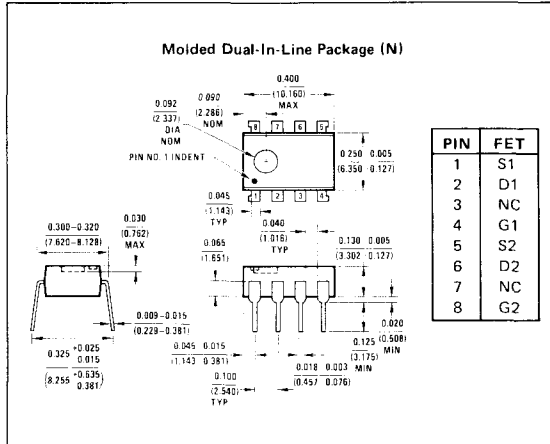 Molded Dual-In-Line Package (N)
0.400
(10.160)
MAX
0.092
(2.337)
DIA
NOM
0.090
(2.286)
NOM
8 7 6 5
PIN NO. 1 INDENT
0.250 0.005
(6.350 0.127)
1 2 3 4
0.045
(1.143)
TYP
0.040
(1.016)
TYP
0.300-0.320
(7.620-8.128)
0.030
(0.762)
MAX
0.065
(1.651)
0.130 0.005
(3.302 0.127)
0.009-0.015
(0.229-0.381)
0.020
(0.508)
MIN
0.125
(3.175)
MIN
0.325 +0.025
0.015
(8.255 +0.635
0.381)
0.045 0.015
(1.143 0.381)
0.100
(2.540)
TYP
0.018 0.003
(0.457 0.076)
PIN FET
1 S1
2 D1
3 NC
4 G1
5 S2
6 D2
7 NC
8 G2